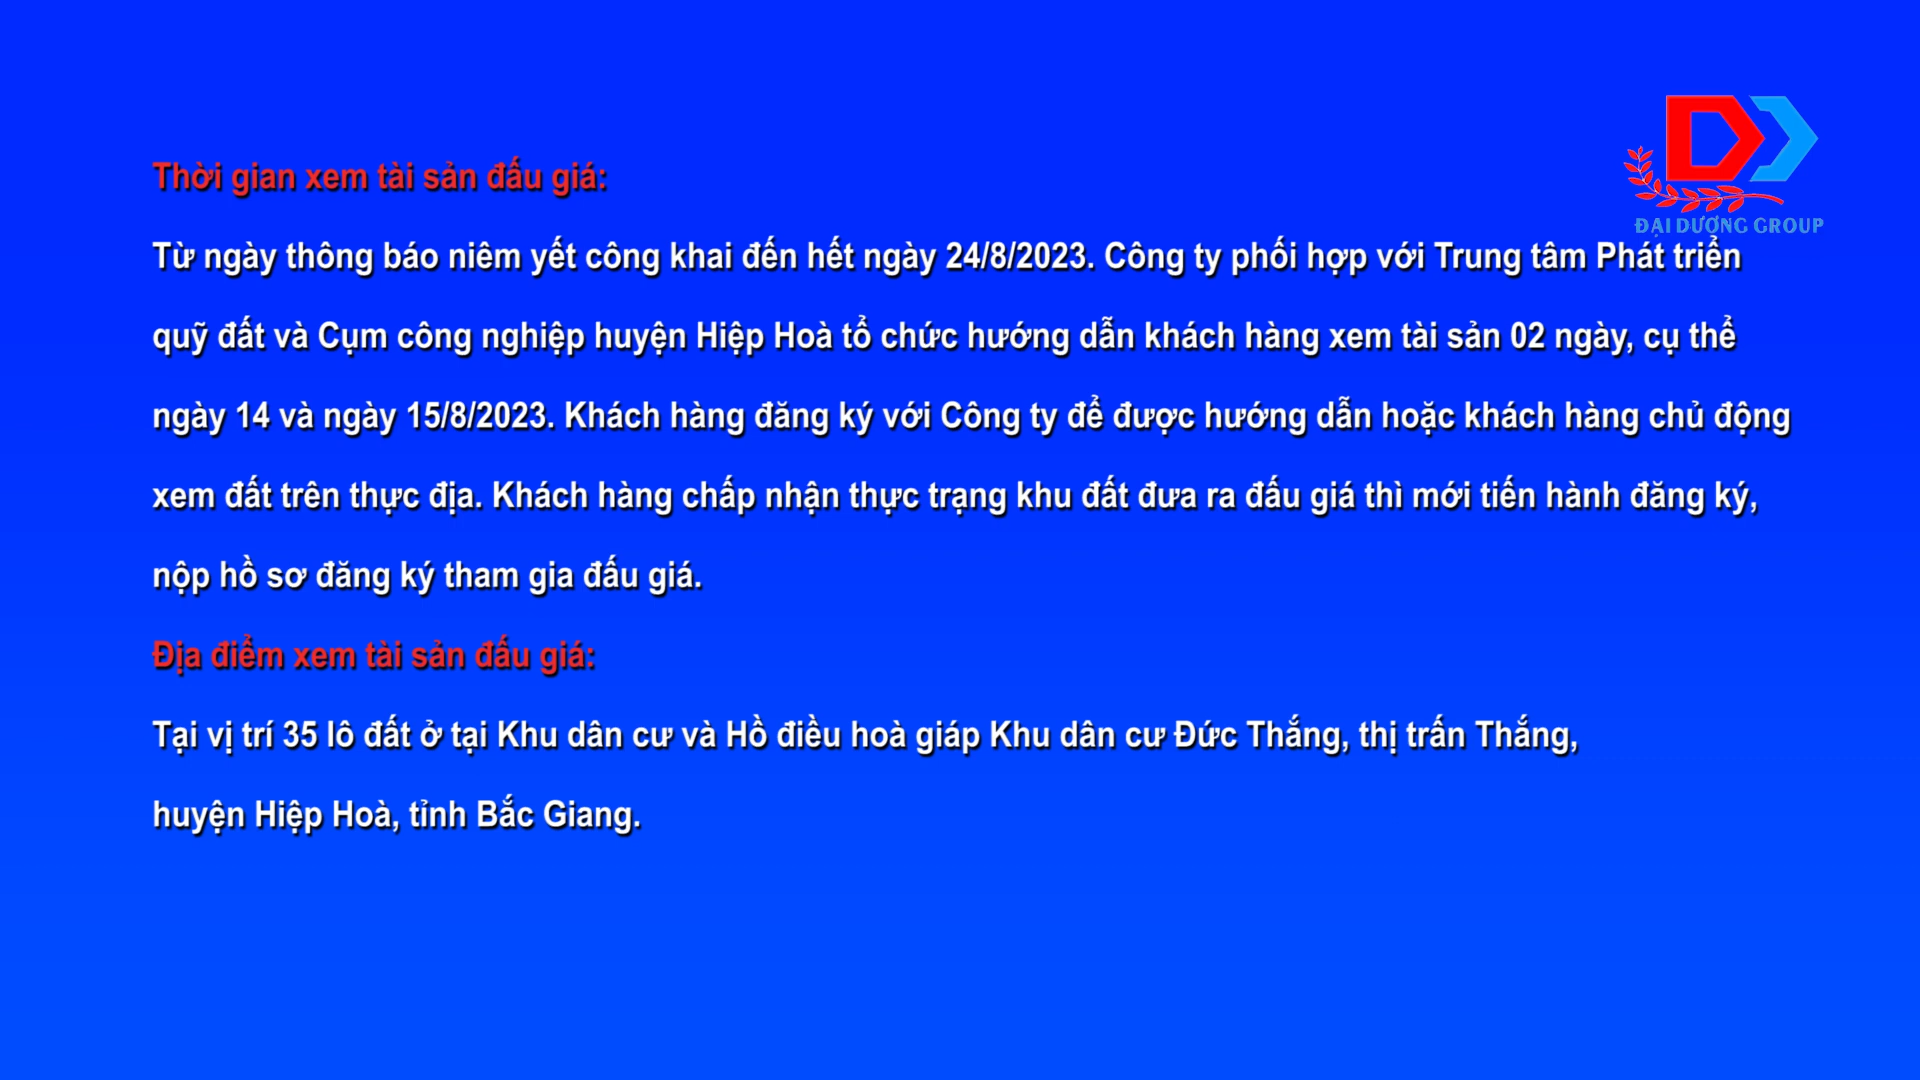 ĐẠI DƯƠNG GROUP
Thời gian xem tài sản đấu giá:
Từ ngày thông báo niêm yết công khai đến hết ngày 24/8/2023. Công ty phối hợp với Trung tâm Phát triển
quỹ đất và Cụm công nghiệp huyện Hiệp Hoà tổ chức hướng dẫn khách hàng xem tài sản 02 ngày, cụ thể
ngày 14 và ngày 15/8/2023. Khách hàng đăng ký với Công ty để được hướng dẫn hoặc khách hàng chủ động
xem đất trên thực địa. Khách hàng chấp nhận thực trạng khu đất đưa ra đấu giá thì mới tiến hành đăng ký,
nộp hồ sơ đăng ký tham gia đấu giá.
Địa điểm xem tài sản đấu giá:
Tại vị trí 35 lô đất ở tại Khu dân cư và Hồ điều hoà giáp Khu dân cư Đức Thắng, thị trấn Thắng,
huyện Hiệp Hoà, tỉnh Bắc Giang.